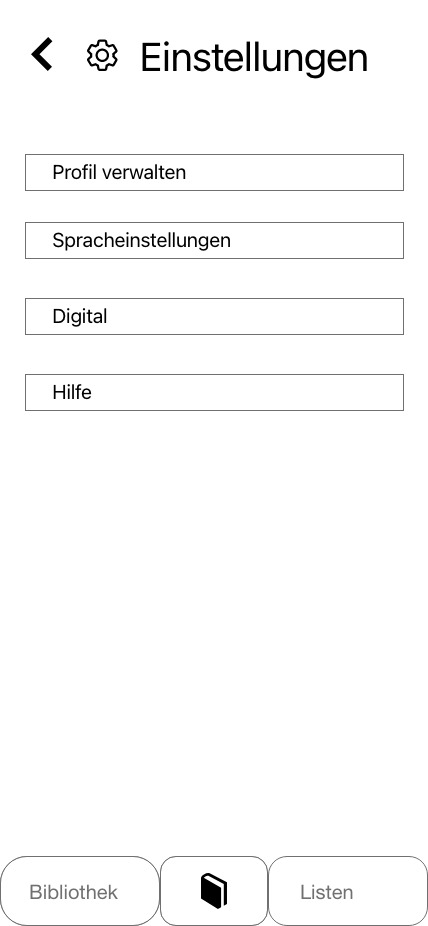 Einstellungen
Profil verwalten
Spracheinstellungen
Digital
Hilfe
Bibliothek
Listen